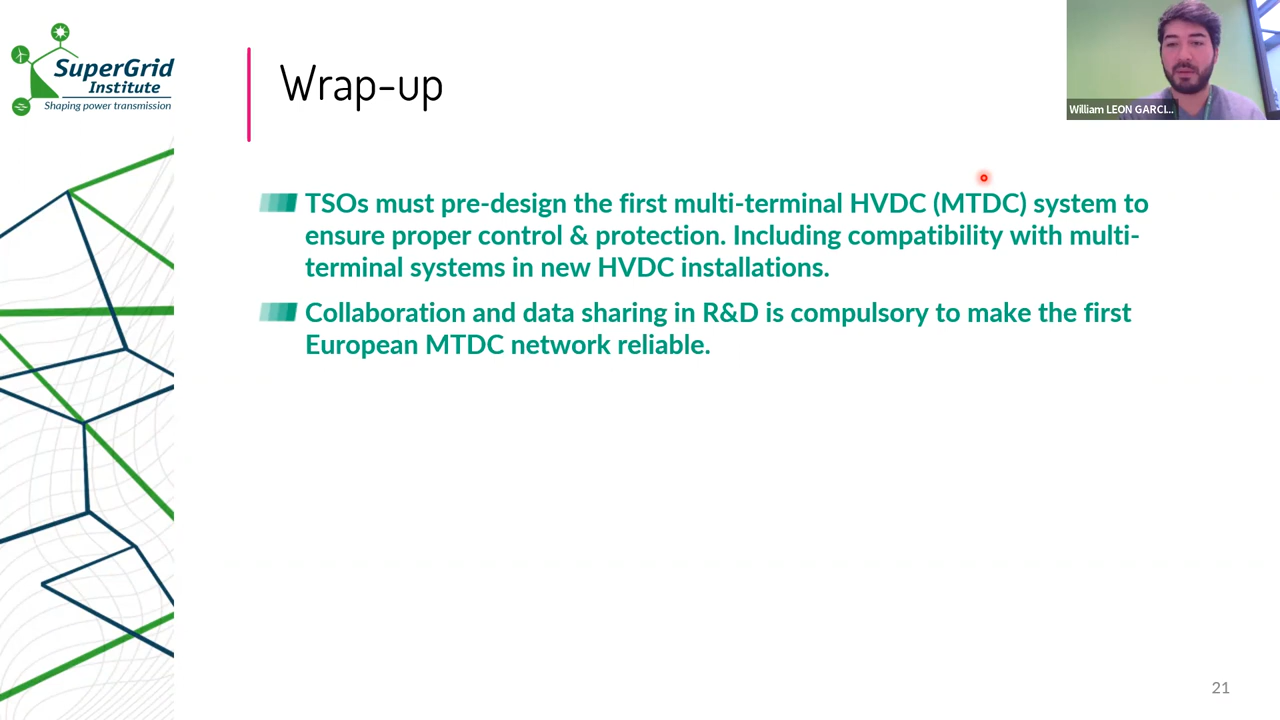 SuperGrid
Institute
Shaping power transmission
Wrap-up
William LEON GARCI...
TSOs must pre-design the first multi-terminal HVDC (MTDC) system to
ensure proper control & protection. Including compatibility with multi-
terminal systems in new HVDC installations.
Collaboration and data sharing in R&D is compulsory to make the first
European MTDC network reliable.
21